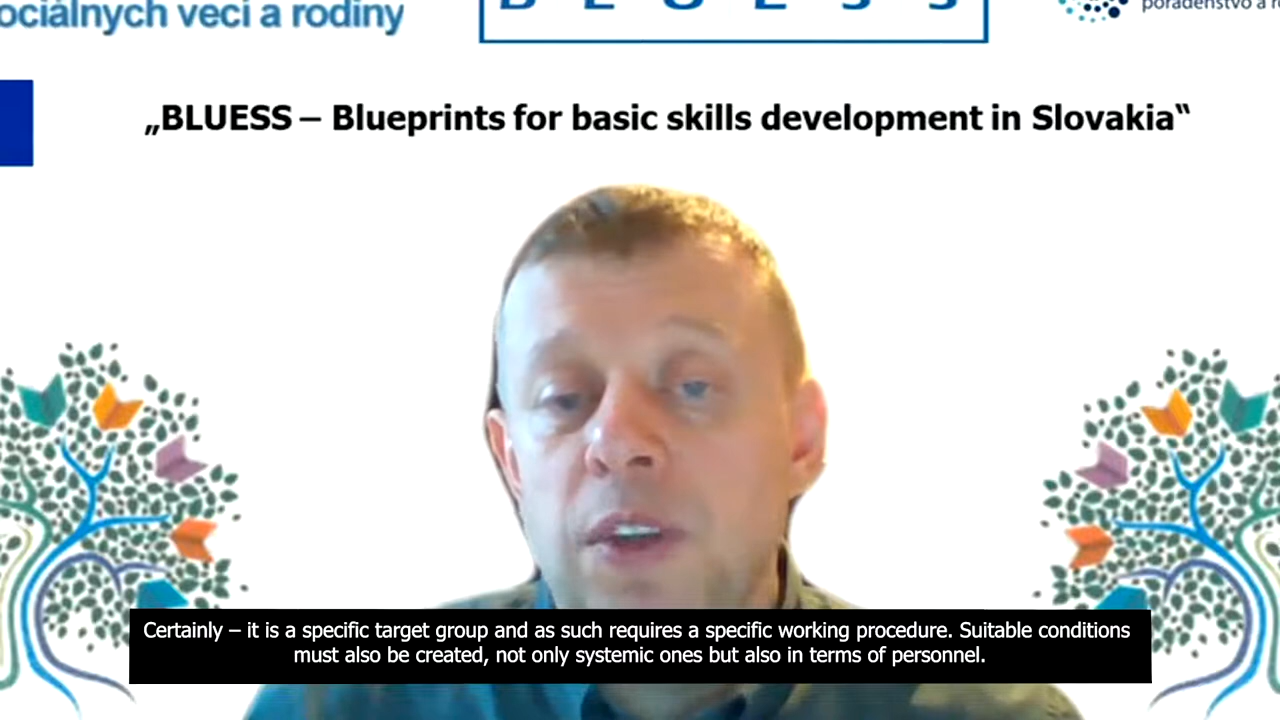 sociálnych vecí a rodiny
BLUESS
poradenstvo a
„BLUESS – Blueprints for basic skills development in Slovakia“
Certainly – it is a specific target group and as such requires a specific working procedure. Suitable conditions
must also be created, not only systemic ones but also in terms of personnel.